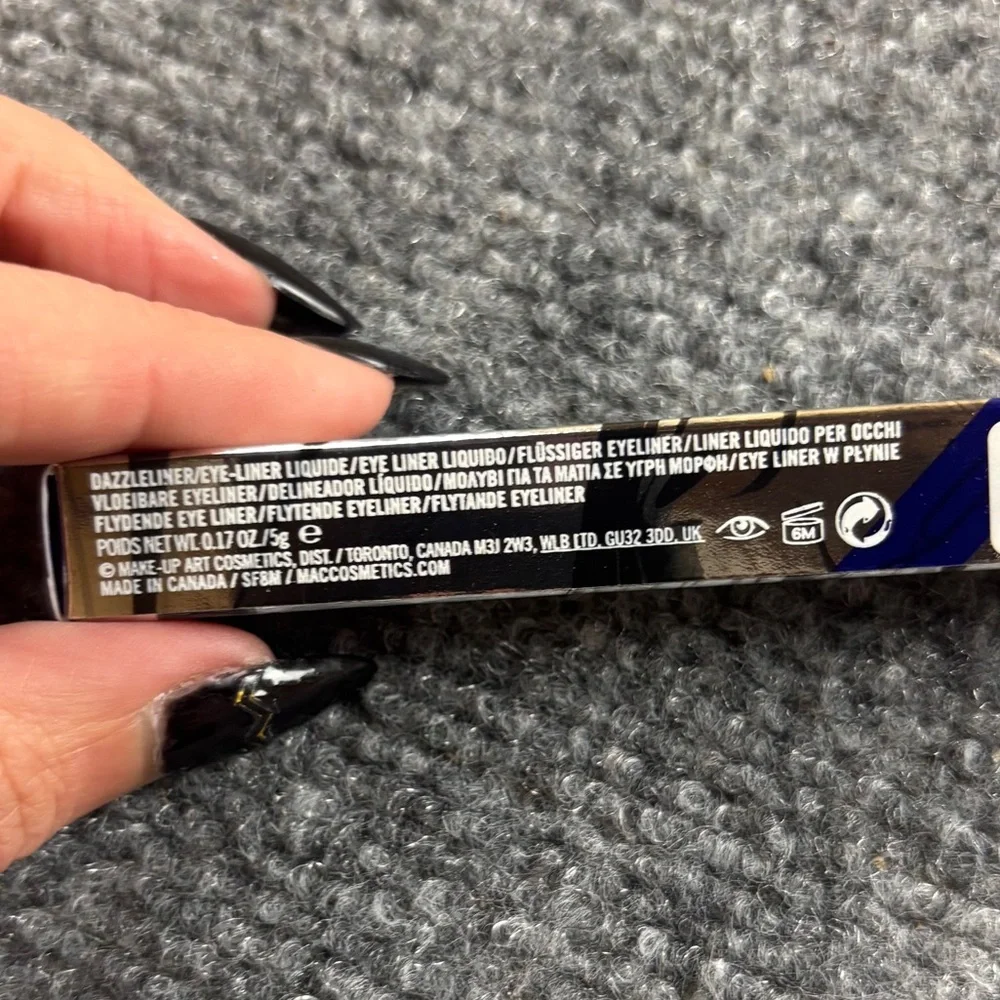 DAZZLELINER/EYE-LINER LIQUIDE/EYE LINER LIQUIBO/FLÜSSIGER EYELINER/LINER LIQUIDO PER OCCHI
VLOEIBARE EYELINER/DELINEADOR LÍQUIDO/ΜΟΛΥΒΙ ΓΙΑ ΤΑ ΜΑΤΙΑ ΣΕ ΥΓΡΗ ΜΟΡΦΗ/EYE LINER W PŁYNIE
FLYDENDE EYE LINER/FLYTENDE EYELINER/FLYTANDE EYELINER
POIDS NET WT. 0.17 OZ./5g e
© MAKE-UP ART COSMETICS, DIST. / TORONTO, CANADA M3J 2W3, WLB LTD, GU32 3DD, UK
MADE IN CANADA / SF8M / MACCOSMETICS.COM
6M